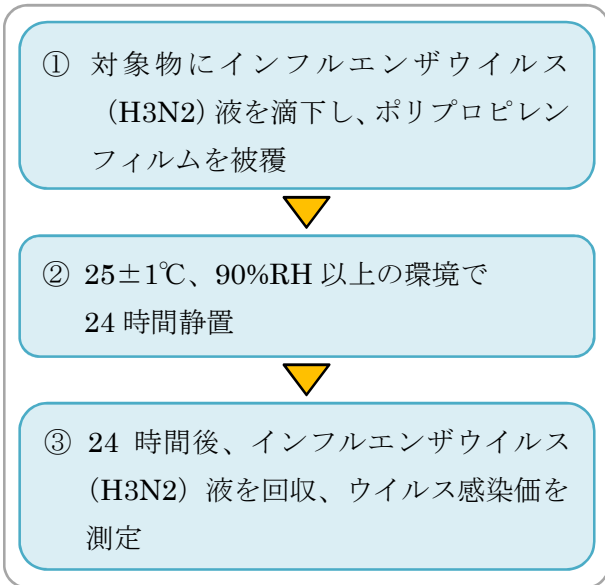 ① 対象物にインフルエンザウイルス
（H3N2）液を滴下し、ポリプロピレン
フィルムを被覆
② 25±1℃、90%RH 以上の環境で
24 時間静置
③ 24 時間後、インフルエンザウイルス
（H3N2）液を回収、ウイルス感染価を
測定